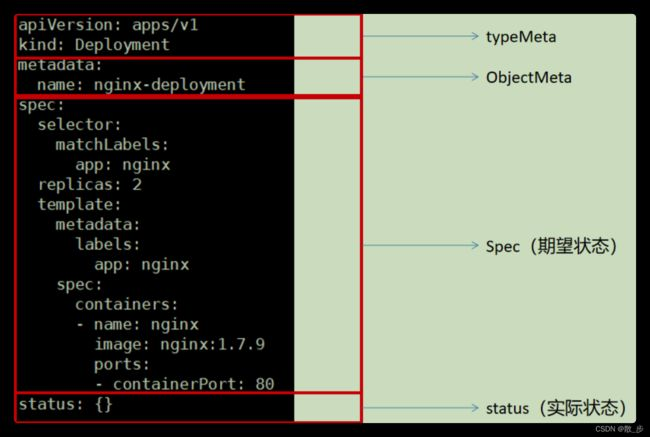 apiVersion: apps/v1
kind: Deployment
metadata:
  name: nginx-deployment
spec:
  selector:
    matchLabels:
      app: nginx
  replicas: 2
  template:
    metadata:
      labels:
        app: nginx
    spec:
      containers:
      - name: nginx
        image: nginx:1.7.9
        ports:
        - containerPort: 80
status: {}
typeMeta
ObjectMeta
Spec（期望状态）
status（实际状态）
CSDN @散_步